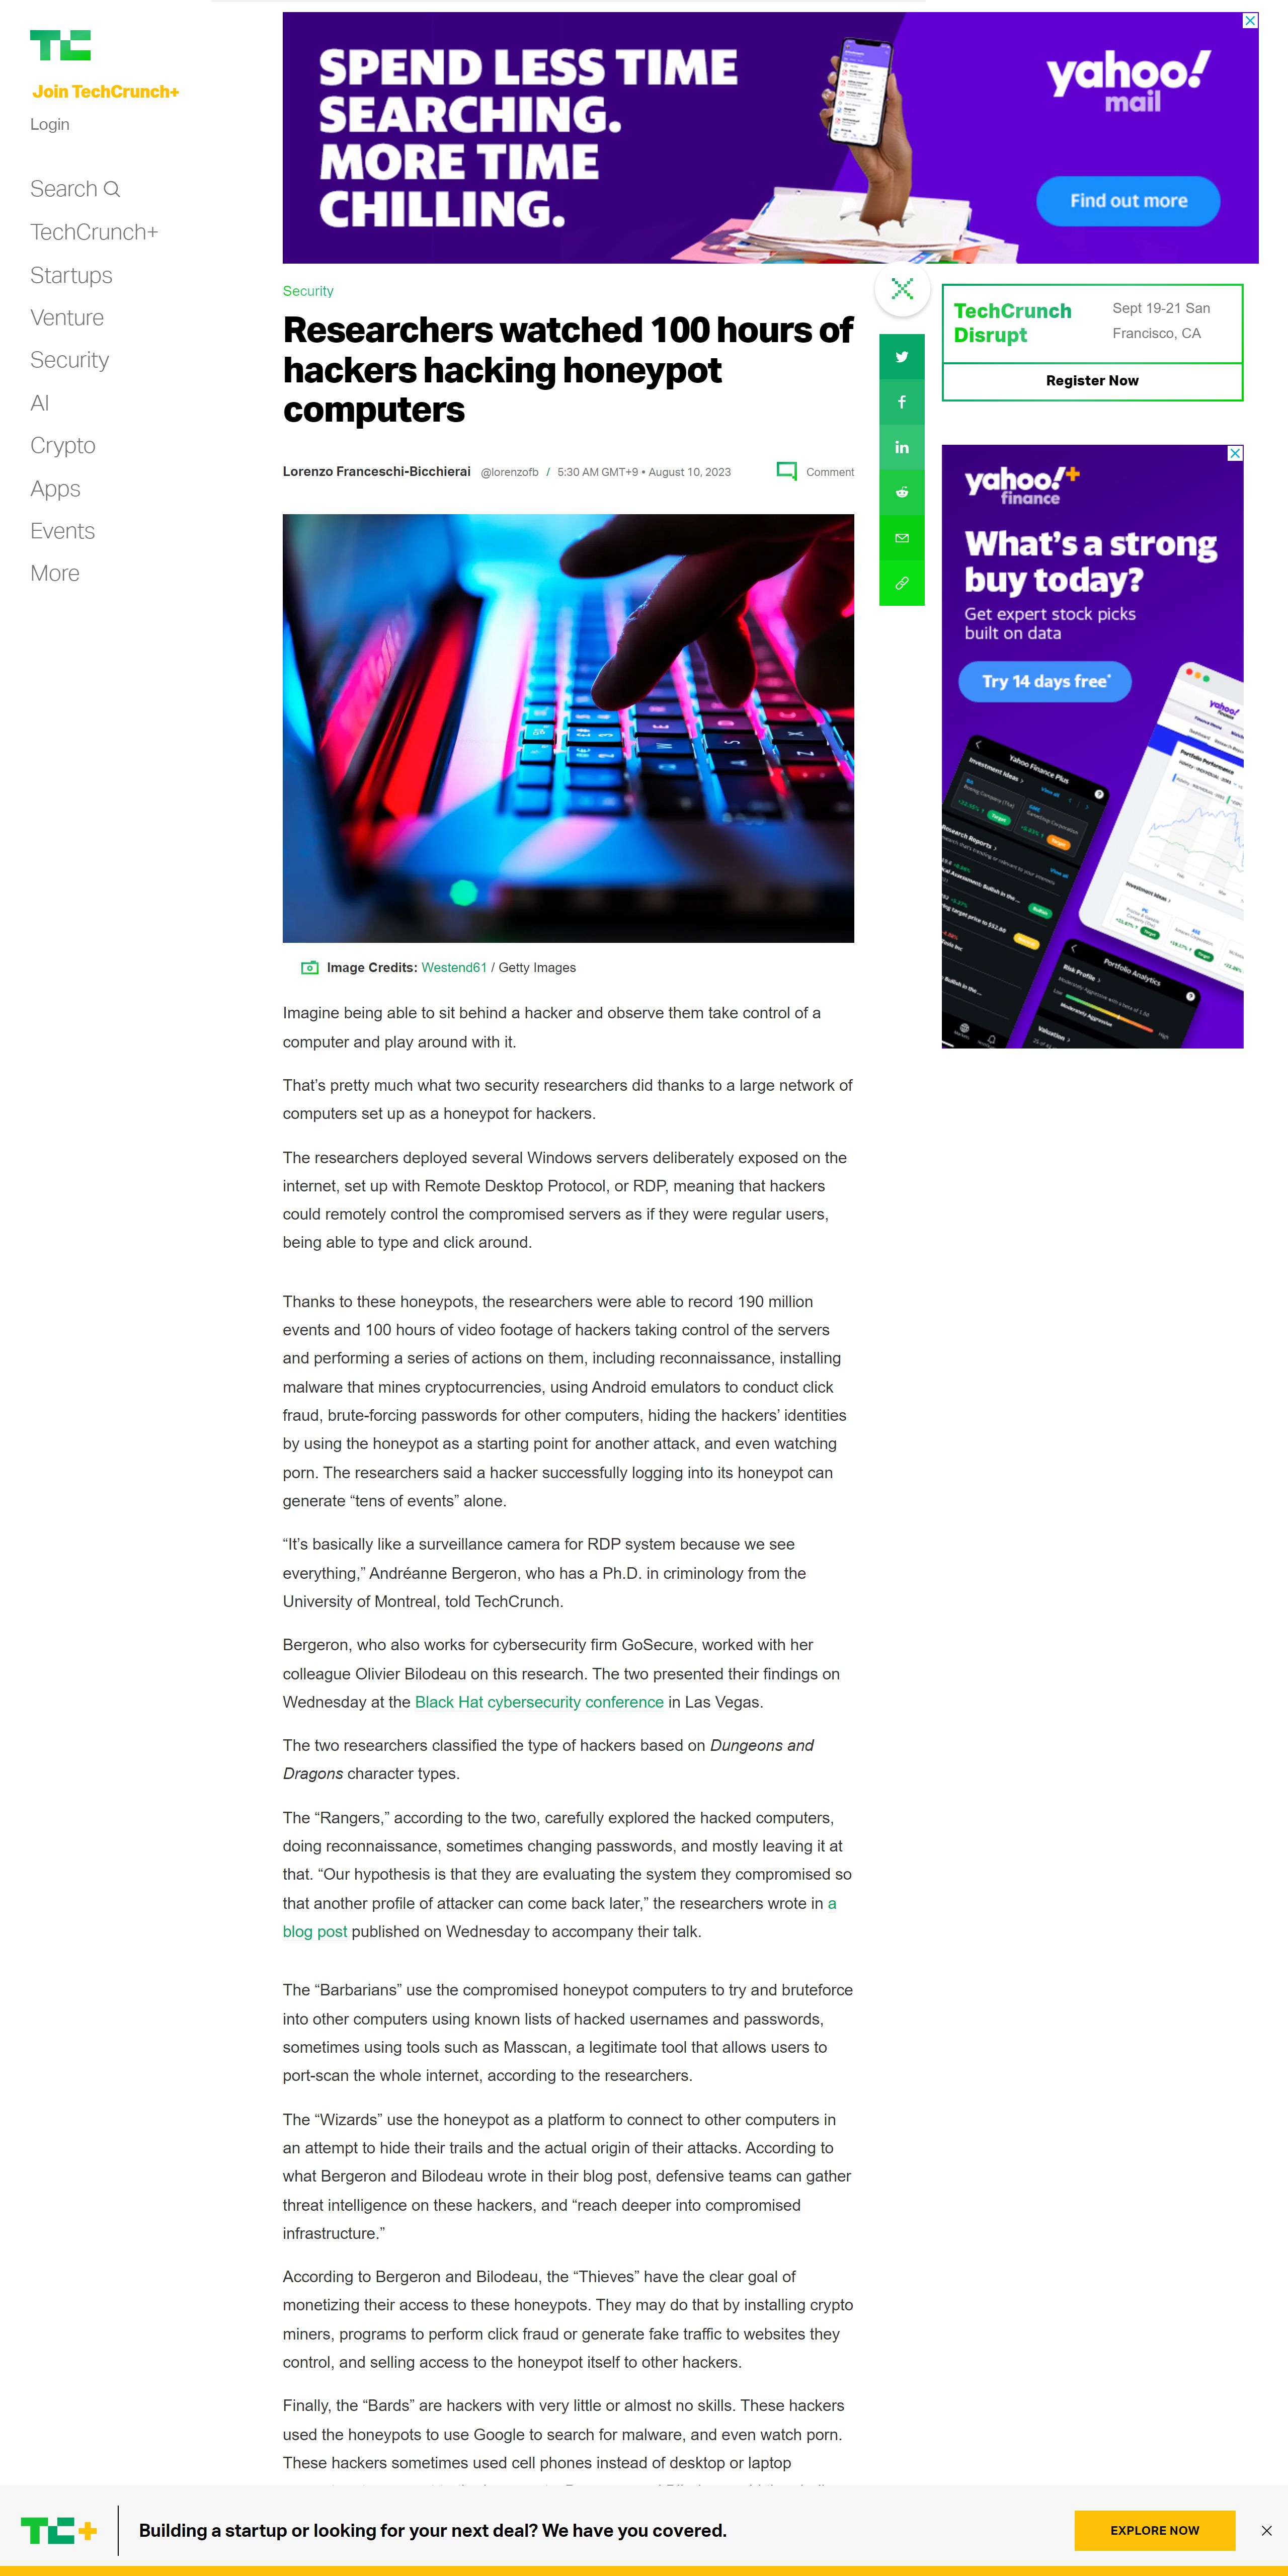 TC
Join TechCrunch+
Login
Search
TechCrunch+
Startups
Venture
Security
AI
Crypto
Apps
Events
More
SPEND LESS TIME
SEARCHING.
MORE TIME
CHILLING.
yahoo!
mail
Find out more
Security
Researchers watched 100 hours of
hackers hacking honeypot
computers
Lorenzo Franceschi-Bicchierai @lorenzofb / 5:30 AM GMT+9 • August 10, 2023
Comment
TechCrunch
Disrupt
Sept 19-21 San
Francisco, CA
Register Now
yahoo!+
finance
What's a strong
buy today?
Get expert stock picks
built on data
Try 14 days free*
Yahoo Finance Plus
Investment Ideas >
View all
Research Reports >
View all
Portfolio Performance
Investment Ideas >
Portfolio Analytics
Risk Profile >
Moderately Aggressive
High
Valuation >
Image Credits: Westend61 / Getty Images
Imagine being able to sit behind a hacker and observe them take control of a
computer and play around with it.
That’s pretty much what two security researchers did thanks to a large network of
computers set up as a honeypot for hackers.
The researchers deployed several Windows servers deliberately exposed on the
internet, set up with Remote Desktop Protocol, or RDP, meaning that hackers
could remotely control the compromised servers as if they were regular users,
being able to type and click around.
Thanks to these honeypots, the researchers were able to record 190 million
events and 100 hours of video footage of hackers taking control of the servers
and performing a series of actions on them, including reconnaissance, installing
malware that mines cryptocurrencies, using Android emulators to conduct click
fraud, brute-forcing passwords for other computers, hiding the hackers’ identities
by using the honeypot as a starting point for another attack, and even watching
porn. The researchers said a hacker successfully logging into its honeypot can
generate “tens of events” alone.
“It’s basically like a surveillance camera for RDP system because we see
everything,” Andréanne Bergeron, who has a Ph.D. in criminology from the
University of Montreal, told TechCrunch.
Bergeron, who also works for cybersecurity firm GoSecure, worked with her
colleague Olivier Bilodeau on this research. The two presented their findings on
Wednesday at the Black Hat cybersecurity conference in Las Vegas.
The two researchers classified the type of hackers based on Dungeons and
Dragons character types.
The “Rangers,” according to the two, carefully explored the hacked computers,
doing reconnaissance, sometimes changing passwords, and mostly leaving it at
that. “Our hypothesis is that they are evaluating the system they compromised so
that another profile of attacker can come back later,” the researchers wrote in a
blog post published on Wednesday to accompany their talk.
The “Barbarians” use the compromised honeypot computers to try and bruteforce
into other computers using known lists of hacked usernames and passwords,
sometimes using tools such as Masscan, a legitimate tool that allows users to
port-scan the whole internet, according to the researchers.
The “Wizards” use the honeypot as a platform to connect to other computers in
an attempt to hide their trails and the actual origin of their attacks. According to
what Bergeron and Bilodeau wrote in their blog post, defensive teams can gather
threat intelligence on these hackers, and “reach deeper into compromised
infrastructure.”
According to Bergeron and Bilodeau, the “Thieves” have the clear goal of
monetizing their access to these honeypots. They may do that by installing crypto
miners, programs to perform click fraud or generate fake traffic to websites they
control, and selling access to the honeypot itself to other hackers.
Finally, the “Bards” are hackers with very little or almost no skills. These hackers
used the honeypots to use Google to search for malware, and even watch porn.
These hackers sometimes used cell phones instead of desktop or laptop
TC+
Building a startup or looking for your next deal? We have you covered.
EXPLORE NOW